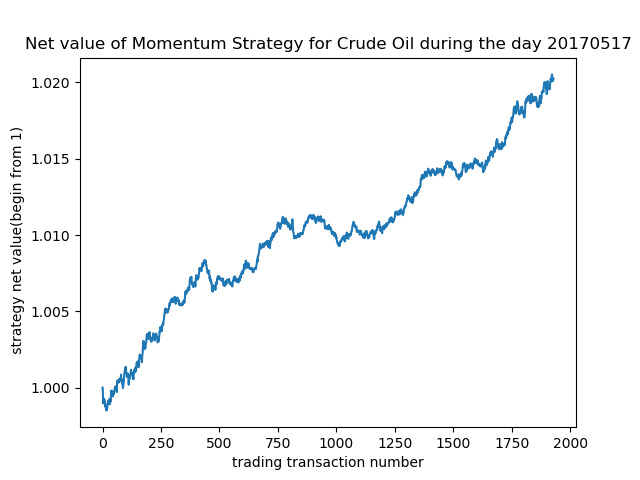 Net value of Momentum Strategy for Crude Oil during the day 20170517
1.020
1.015
1.010
1.005
1.000
strategy net value(begin from 1)
0 250 500 750 1000 1250 1500 1750 2000
trading transaction number